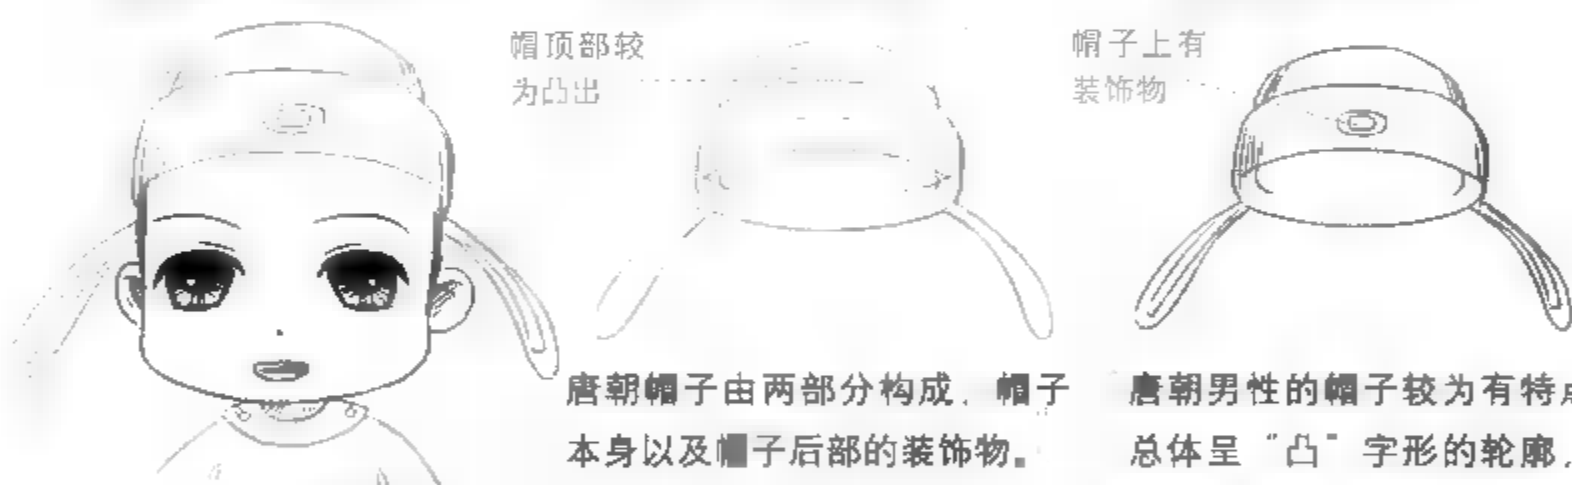 帽顶部较
为凸出
帽子上有
装饰物
唐朝帽子由两部分构成，帽子
本身以及帽子后部的装饰物。
唐朝男性的帽子较为有特点
总体呈“凸”字形的轮廓，